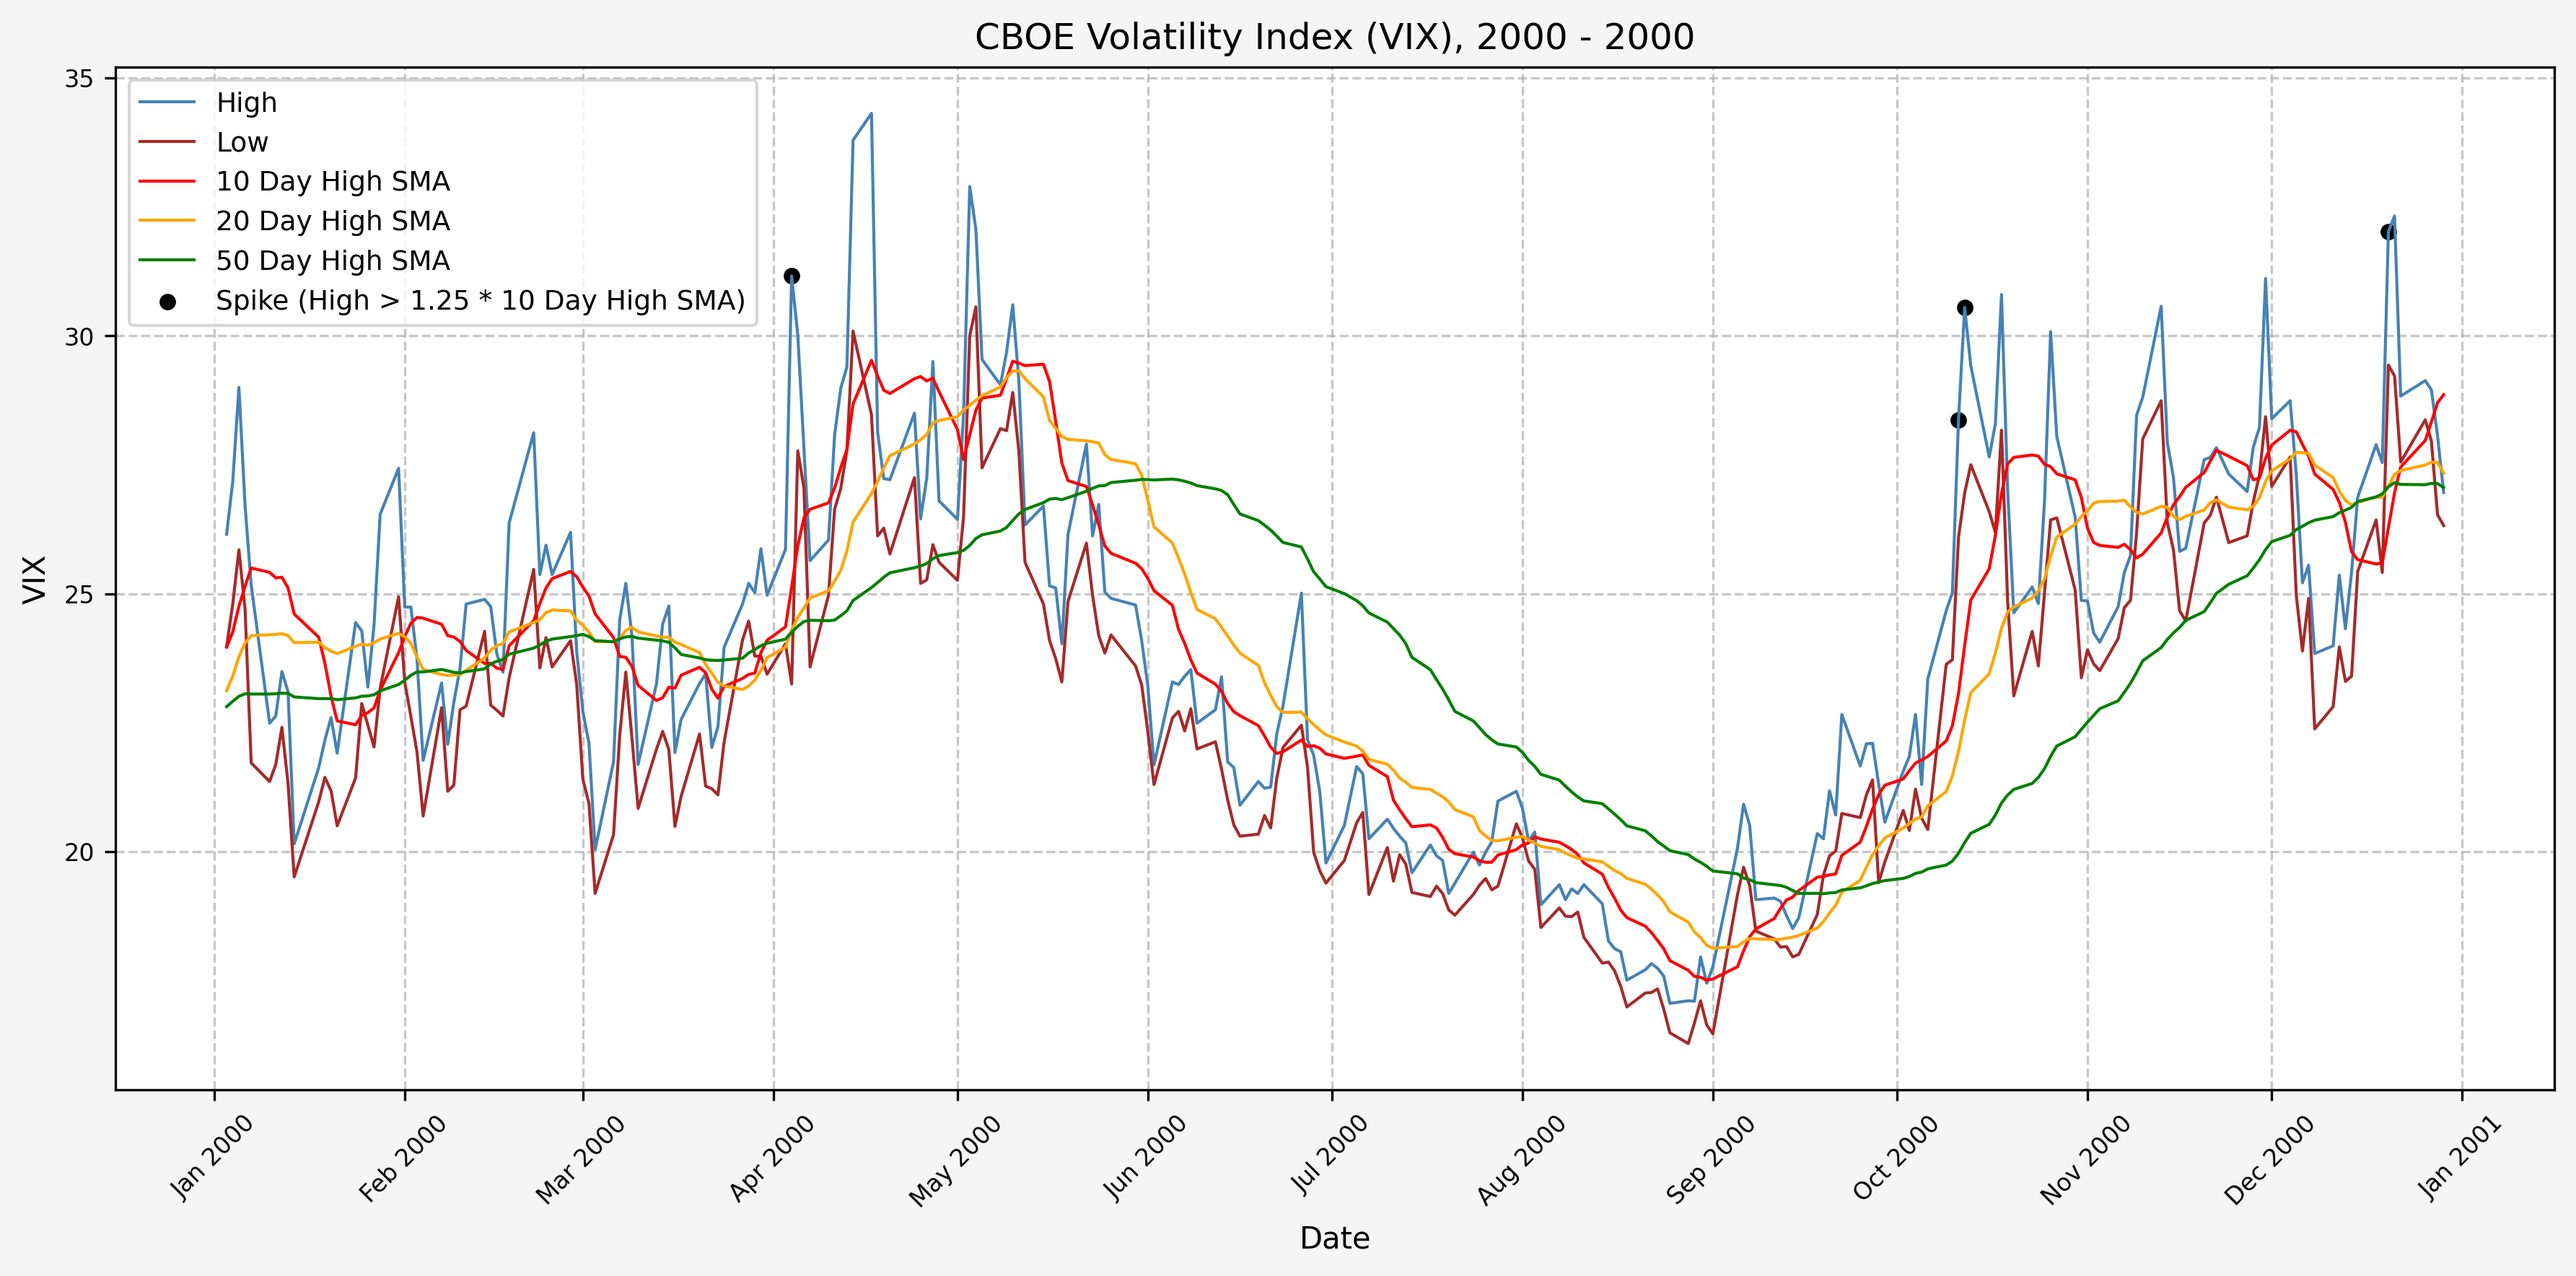 CBOE Volatility Index (VIX), 2000 - 2000
35
30
25
20
VIX
High
Low
10 Day High SMA
20 Day High SMA
50 Day High SMA
Spike (High > 1.25 * 10 Day High SMA)
Jan 2000
Feb 2000
Mar 2000
Apr 2000
May 2000
Jun 2000
Jul 2000
Aug 2000
Sep 2000
Oct 2000
Nov 2000
Dec 2000
Jan 2001
Date